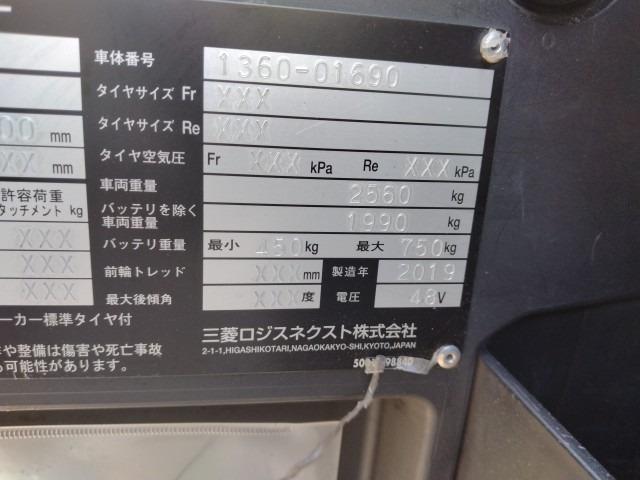 ー
車体番号 1360-01690
タイヤサイズ Fr XXX
00 mm タイヤサイズ Re XXX
XX mm タイヤ空気圧 Fr XXX kPa Re XXX kPa
許容荷重 車両重量 2560 kg
タッチメント kg バッテリを除く車両重量 1990 kg
XXX バッテリ重量 最小 450 kg 最大 750 kg
XXX 前輪トレッド XXX mm 製造年 2019
XXX 最大後傾角 XXX 度 電圧 48 V
ーカー標準タイヤ付
三菱ロジスネクスト株式会社
や整備は傷害や死亡事故
2-1-1,HIGASHIKOTARI,NAGAOKAKYO-SHI,KYOTO,JAPAN
る可能性があります。